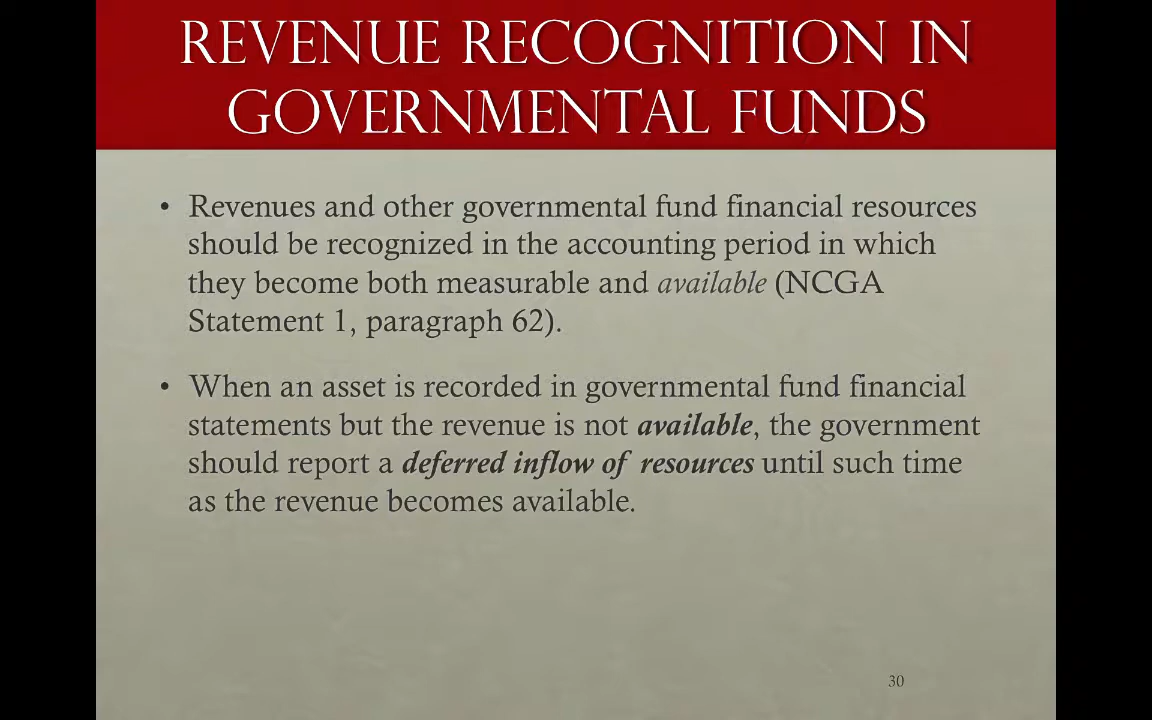 REVENUE RECOGNITION IN
GOVERNMENTAL FUNDS
• Revenues and other governmental fund financial resources
should be recognized in the accounting period in which
they become both measurable and available (NCGA
Statement 1, paragraph 62).
• When an asset is recorded in governmental fund financial
statements but the revenue is not available, the government
should report a deferred inflow of resources until such time
as the revenue becomes available.
30